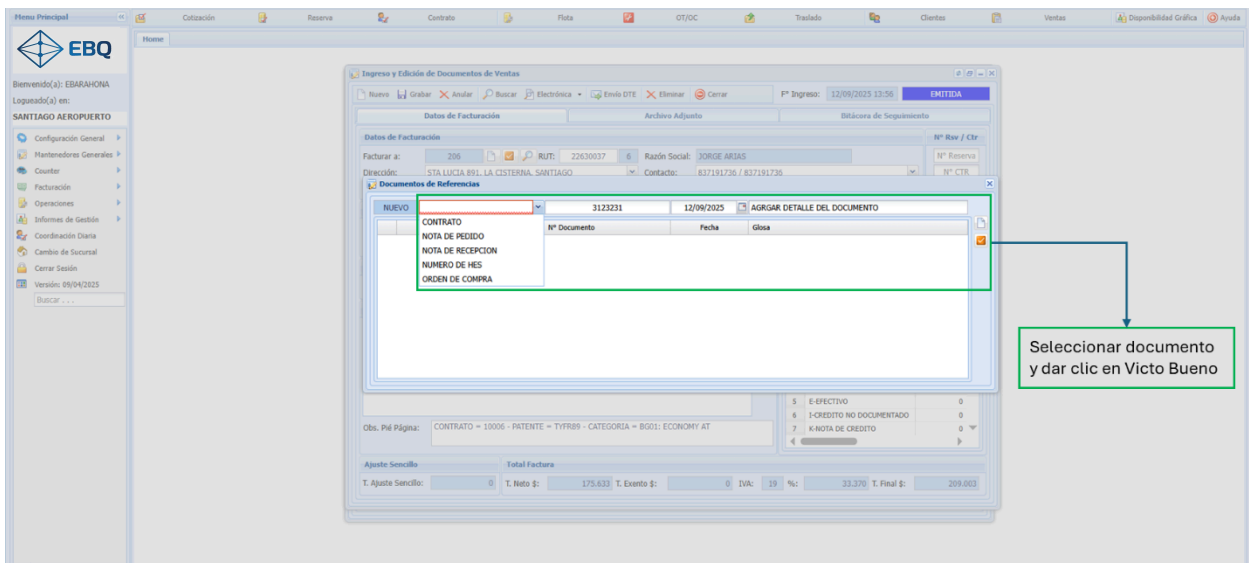 Menu Principal
Cotización Reserva Contrato Flota OT/OC Traslado Clientes Ventas Disponibilidad Gráfica Ayuda
EBQ
Home
Bienvenido(a): EBARAHONA
Logueado(a) en:
SANTIAGO AEROPUERTO
Configuración General
Mantenedores Generales
Counter
Facturación
Operaciones
Informes de Gestión
Coordinación Diaria
Cambio de Sucursal
Cerrar Sesión
Versión: 09/04/2025
Buscar . . .
Ingreso y Edición de Documentos de Ventas
Nuevo Grabar Anular Buscar Electrónica Envío DTE Eliminar Cerrar F° Ingreso: 12/09/2025 13:56 EMITIDA
Datos de Facturación Archivo Adjunto Bitácora de Seguimiento
Datos de Facturación N° Rsv / Ctr
Facturar a: 206 RUT: 22630037 8 Razón Social: JORGE ARIAS N° Reserva
Dirección: STA LUCIA 891. LA CISTERNA. SANTIAGO Contacto: 837191736 / 837191736 N° CTR
Documentos de Referencias
NUEVO 3123231 12/09/2025 AGRGAR DETALLE DEL DOCUMENTO
N° Documento Fecha Glosa
CONTRATO
NOTA DE PEDIDO
NOTA DE RECEPCION
NUMERO DE HES
ORDEN DE COMPRA
Seleccionar documento
y dar clic en Victo Bueno
5 E-EFECTIVO 0
6 I-CREDITO NO DOCUMENTADO 0
7 K-NOTA DE CREDITO 0
Obs. Pié Página: CONTRATO = 10006 - PATENTE = TYFR89 - CATEGORIA = BG01: ECONOMY AT
Ajuste Sencillo Total Factura
T. Ajuste Sencillo: 0 T. Neto $: 175.633 T. Exento $: 0 IVA: 19 %: 33.370 T. Final $: 209.003